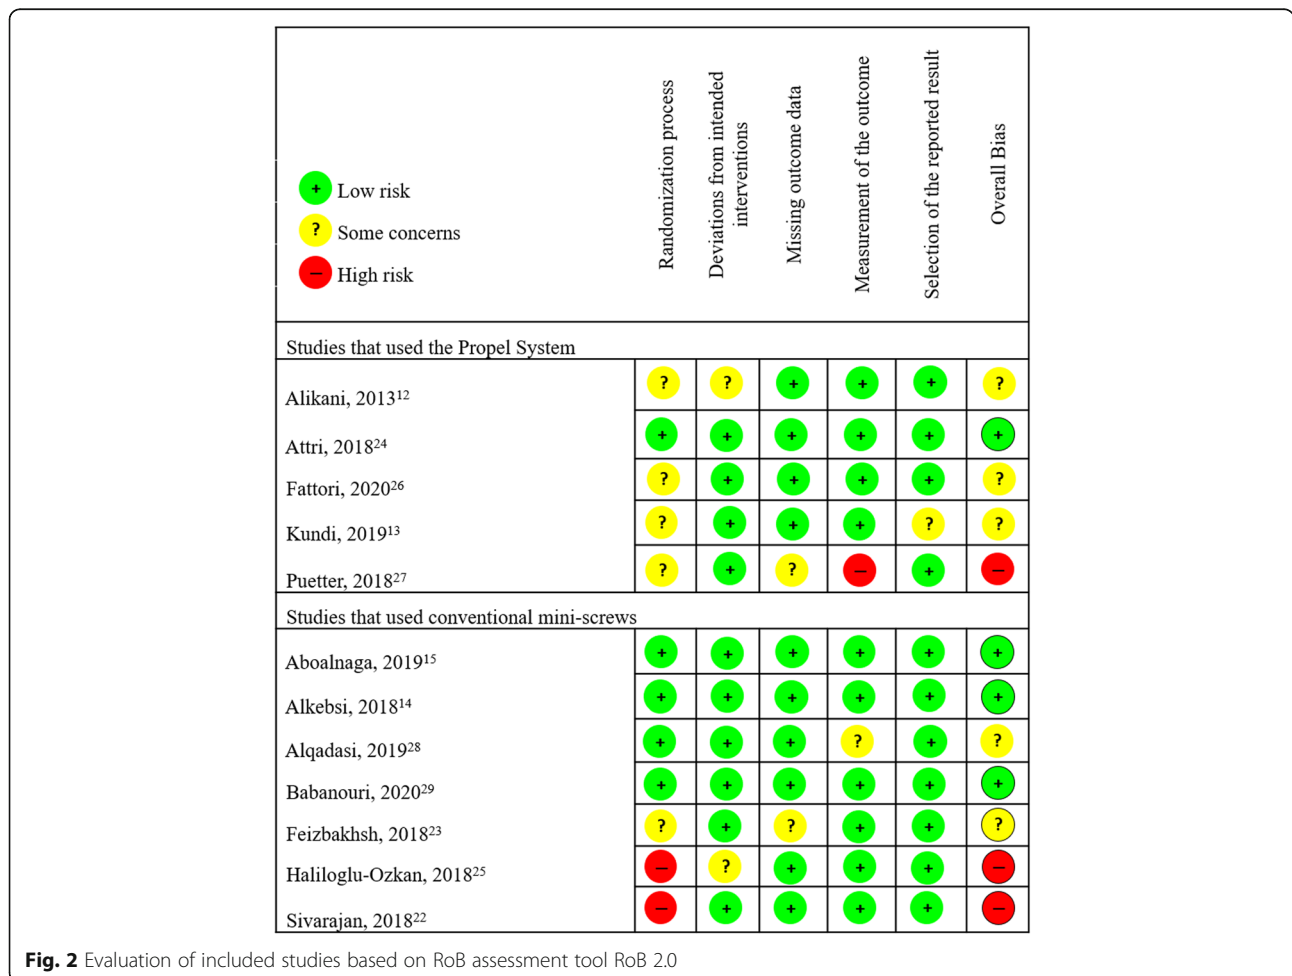 Randomization process
Deviations from intended
interventions
Missing outcome data
Measurement of the outcome
Selection of the reported result
Overall Bias
+ Low risk
? Some concerns
− High risk
Studies that used the Propel System
Alikani, 2013¹² ? ? + + + ?
Attri, 2018²⁴ + + + + + +
Fattori, 2020²⁶ ? + + + + ?
Kundi, 2019¹³ ? + + + ? ?
Puetter, 2018²⁷ ? + ? − + −
Studies that used conventional mini-screws
Aboalnaga, 2019¹⁵ + + + + + +
Alkebsi, 2018¹⁴ + + + + + +
Alqadasi, 2019²⁸ + + + ? + ?
Babanouri, 2020²⁹ + + + + + +
Feizbakhsh, 2018²³ ? + ? + + ?
Haliloglu-Ozkan, 2018²⁵ − ? + + + −
Sivarajan, 2018²² − + + + + −
Fig. 2 Evaluation of included studies based on RoB assessment tool RoB 2.0